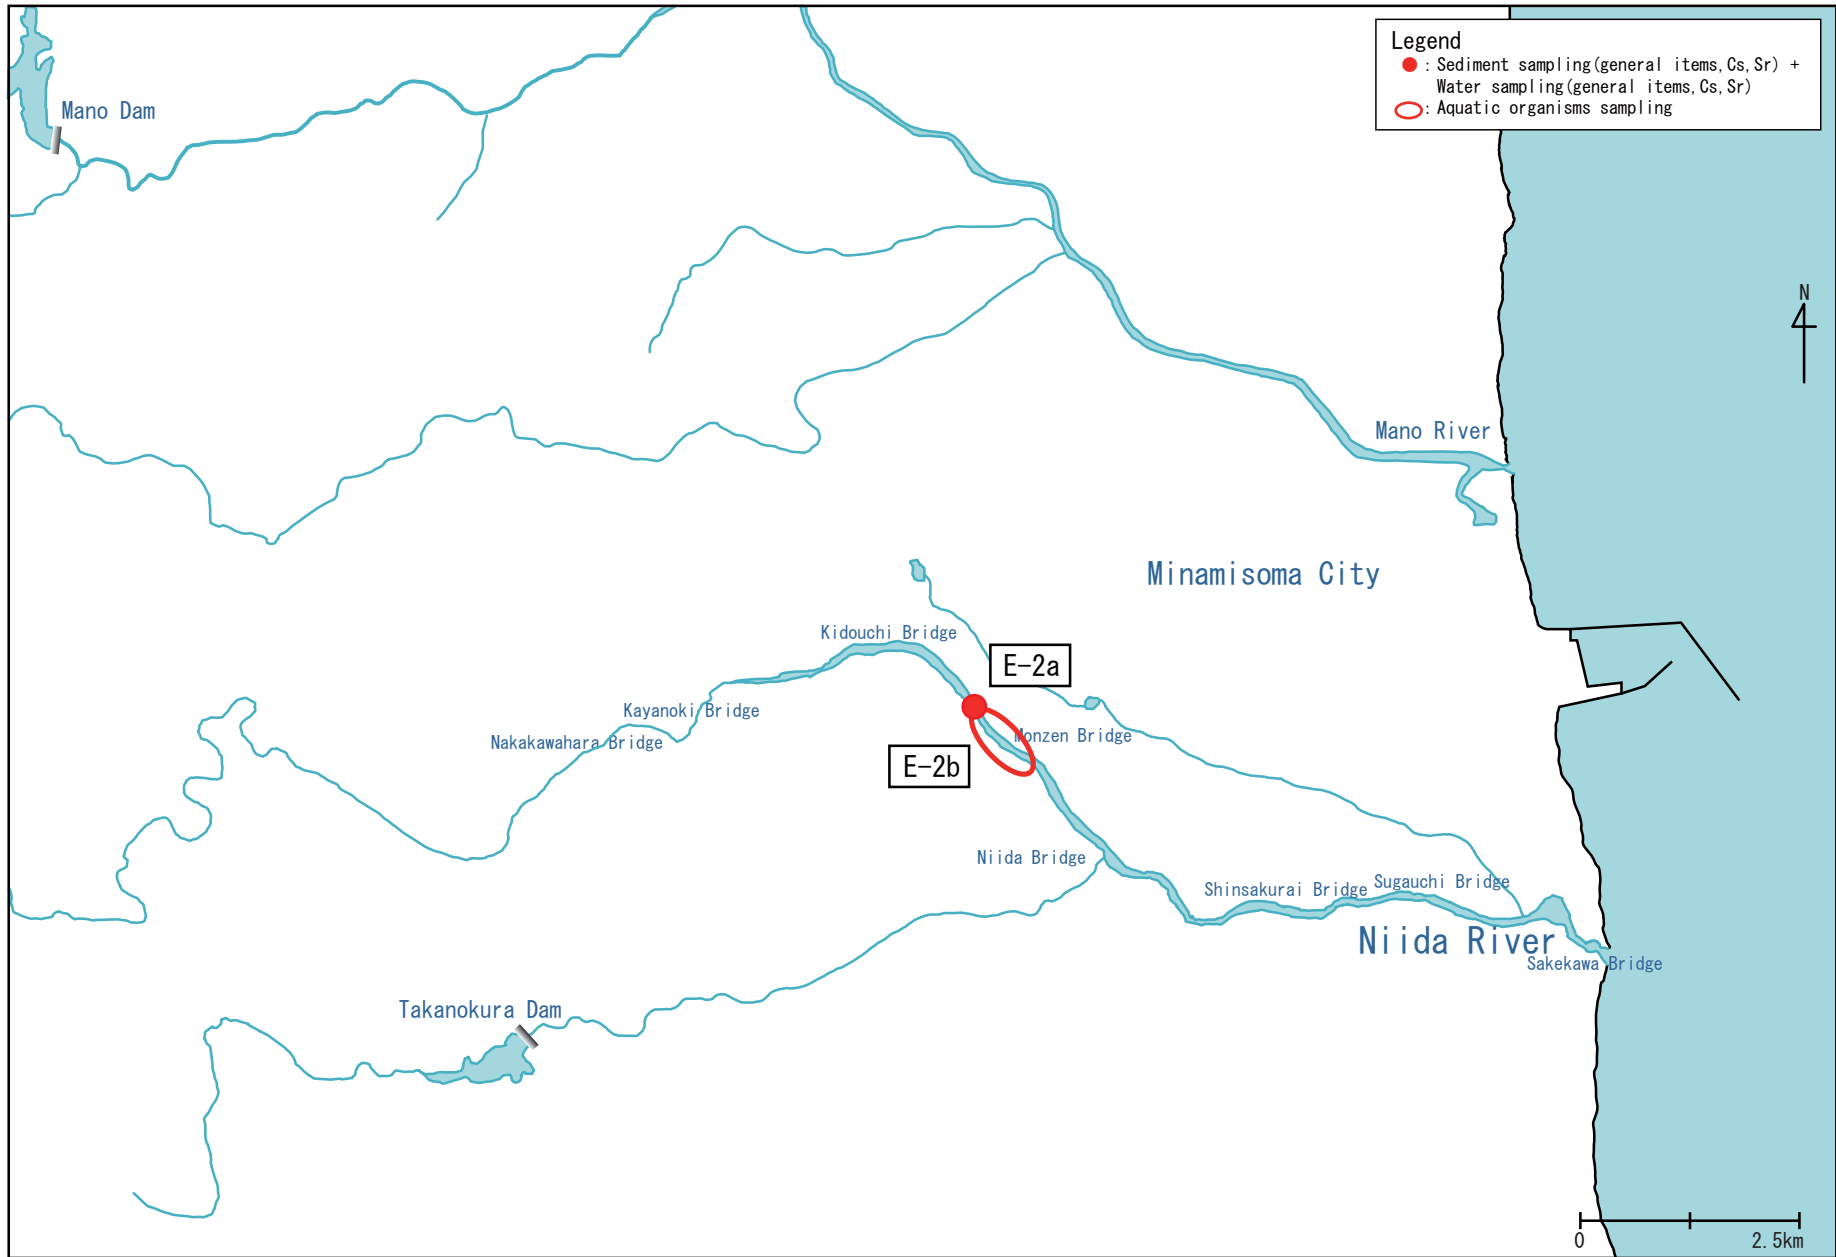 Legend
: Sediment sampling(general items,Cs,Sr) +
Water sampling(general items,Cs,Sr)
: Aquatic organisms sampling
Mano Dam
N
Mano River
Minamisoma City
Kidouchi Bridge
E-2a
Kayanoki Bridge
Nakakawahara Bridge
Monzen Bridge
E-2b
Niida Bridge
Shinsakurai Bridge
Sugauchi Bridge
Niida River
Sakekawa Bridge
Takanokura Dam
0
2.5km